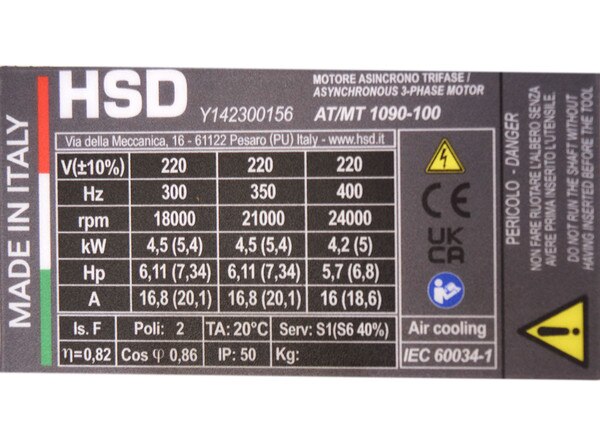 MADE IN ITALY
HSD
Y142300156
MOTORE ASINCRONO TRIFASE /
ASYNCHRONOUS 3-PHASE MOTOR
AT/MT 1090-100
Via della Meccanica, 16 - 61122 Pesaro (PU) Italy - www.hsd.it
V(±10%) 220 220 220
Hz 300 350 400
rpm 18000 21000 24000
kW 4,5 (5,4) 4,5 (5,4) 4,2 (5)
Hp 6,11 (7,34) 6,11 (7,34) 5,7 (6,8)
A 16,8 (20,1) 16,8 (20,1) 16 (18,6)
Is. F Poli: 2 TA: 20°C Serv: S1(S6 40%)
η=0,82 Cos φ 0,86 IP: 50 Kg:
CE
UK
CA
Air cooling
IEC 60034-1
PERICOLO - DANGER
NON FARE RUOTARE L'ALBERO SENZA
AVERE PRIMA INSERITO L'UTENSILE.
DO NOT RUN THE SHAFT WITHOUT
HAVING INSERTED BEFORE THE TOOL